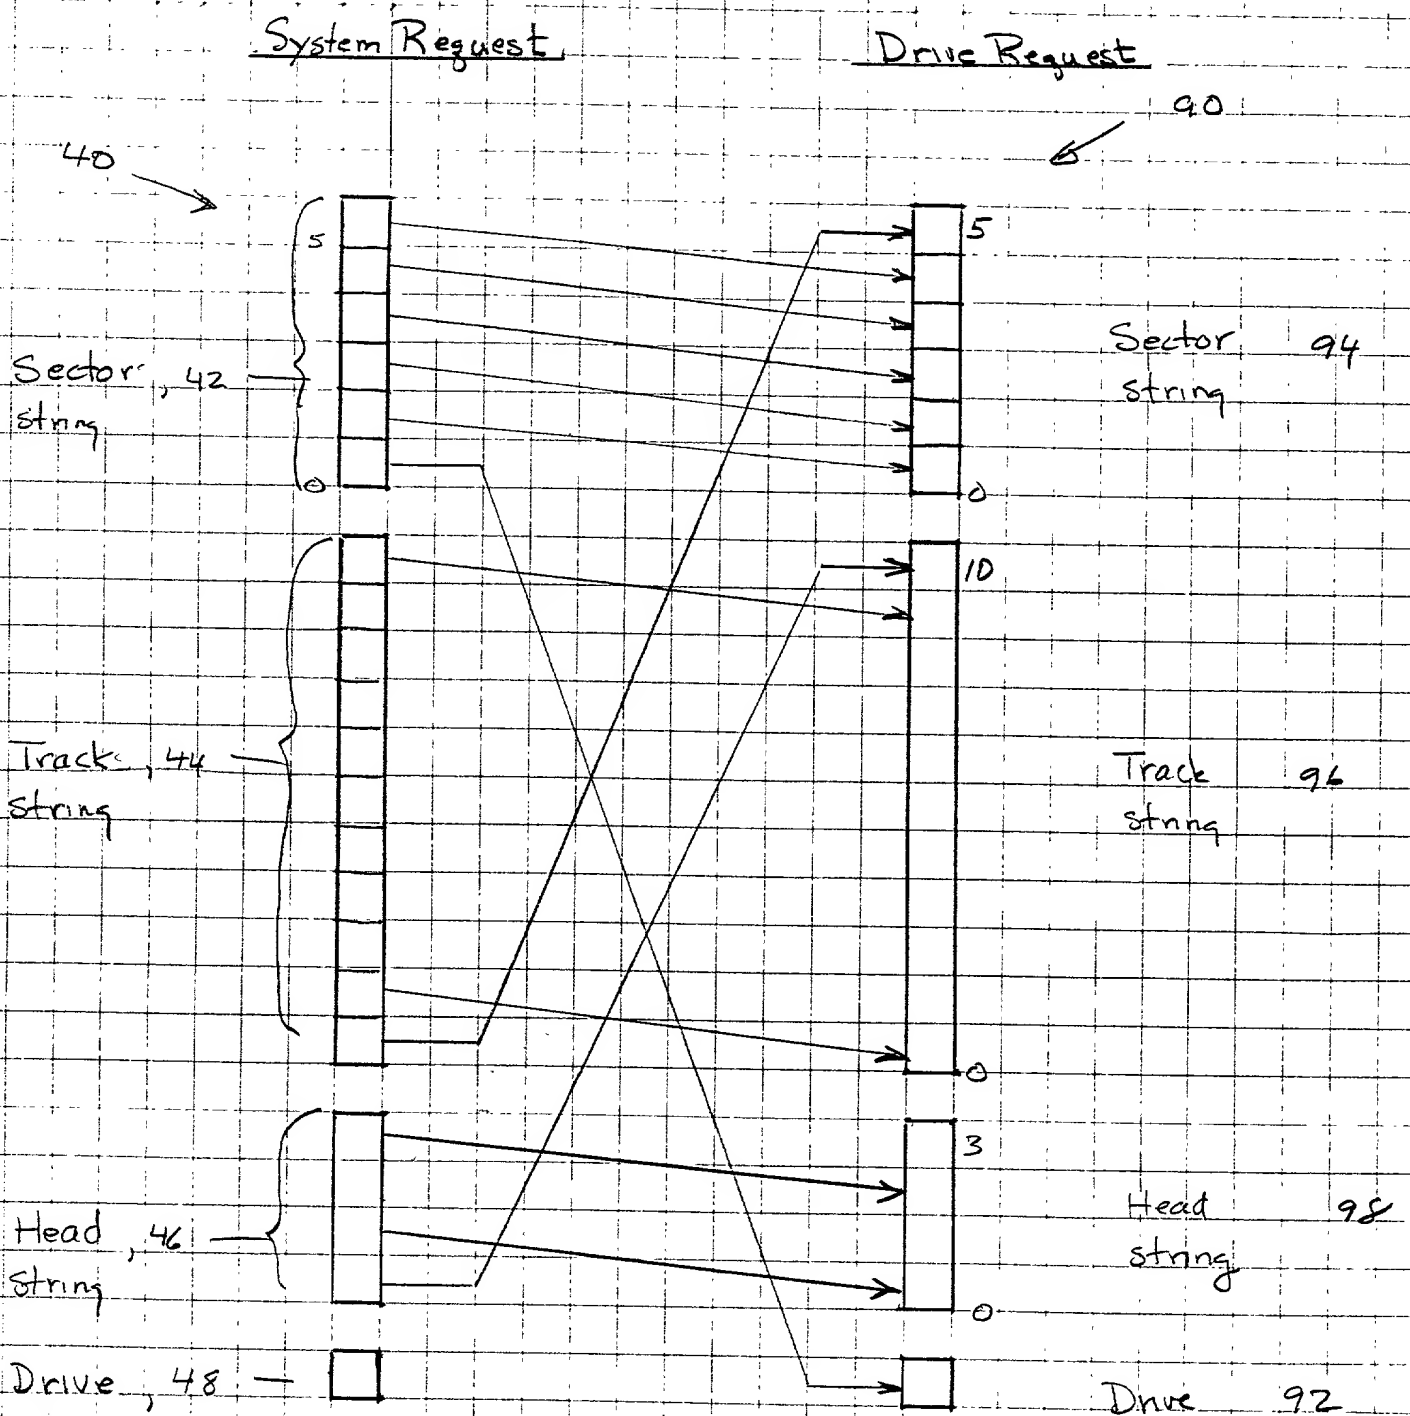 System Request
Drive Request
90
40
5
5
Sector, 42
string
Sector 94
string
0
0
10
Track, 44
string
Track 96
string
0
3
Head, 46
string
Head 98
string
0
Drive, 48
Drive 92